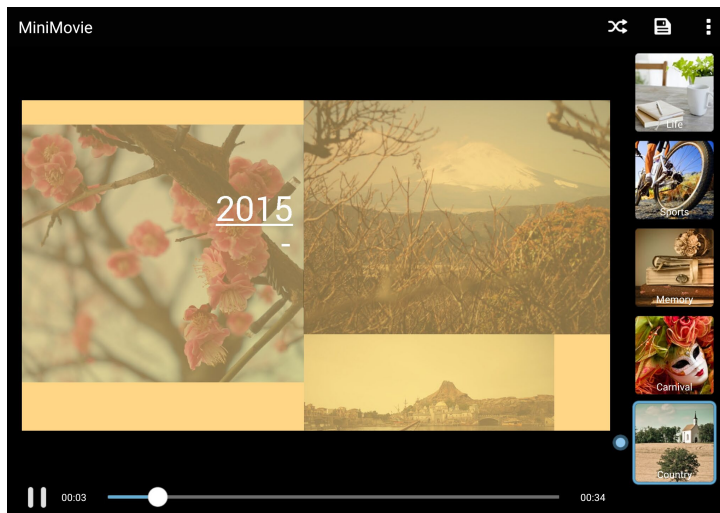 MiniMovie
Life
2015
-
Sports
Memory
Carnival
Country
00:03
00:34